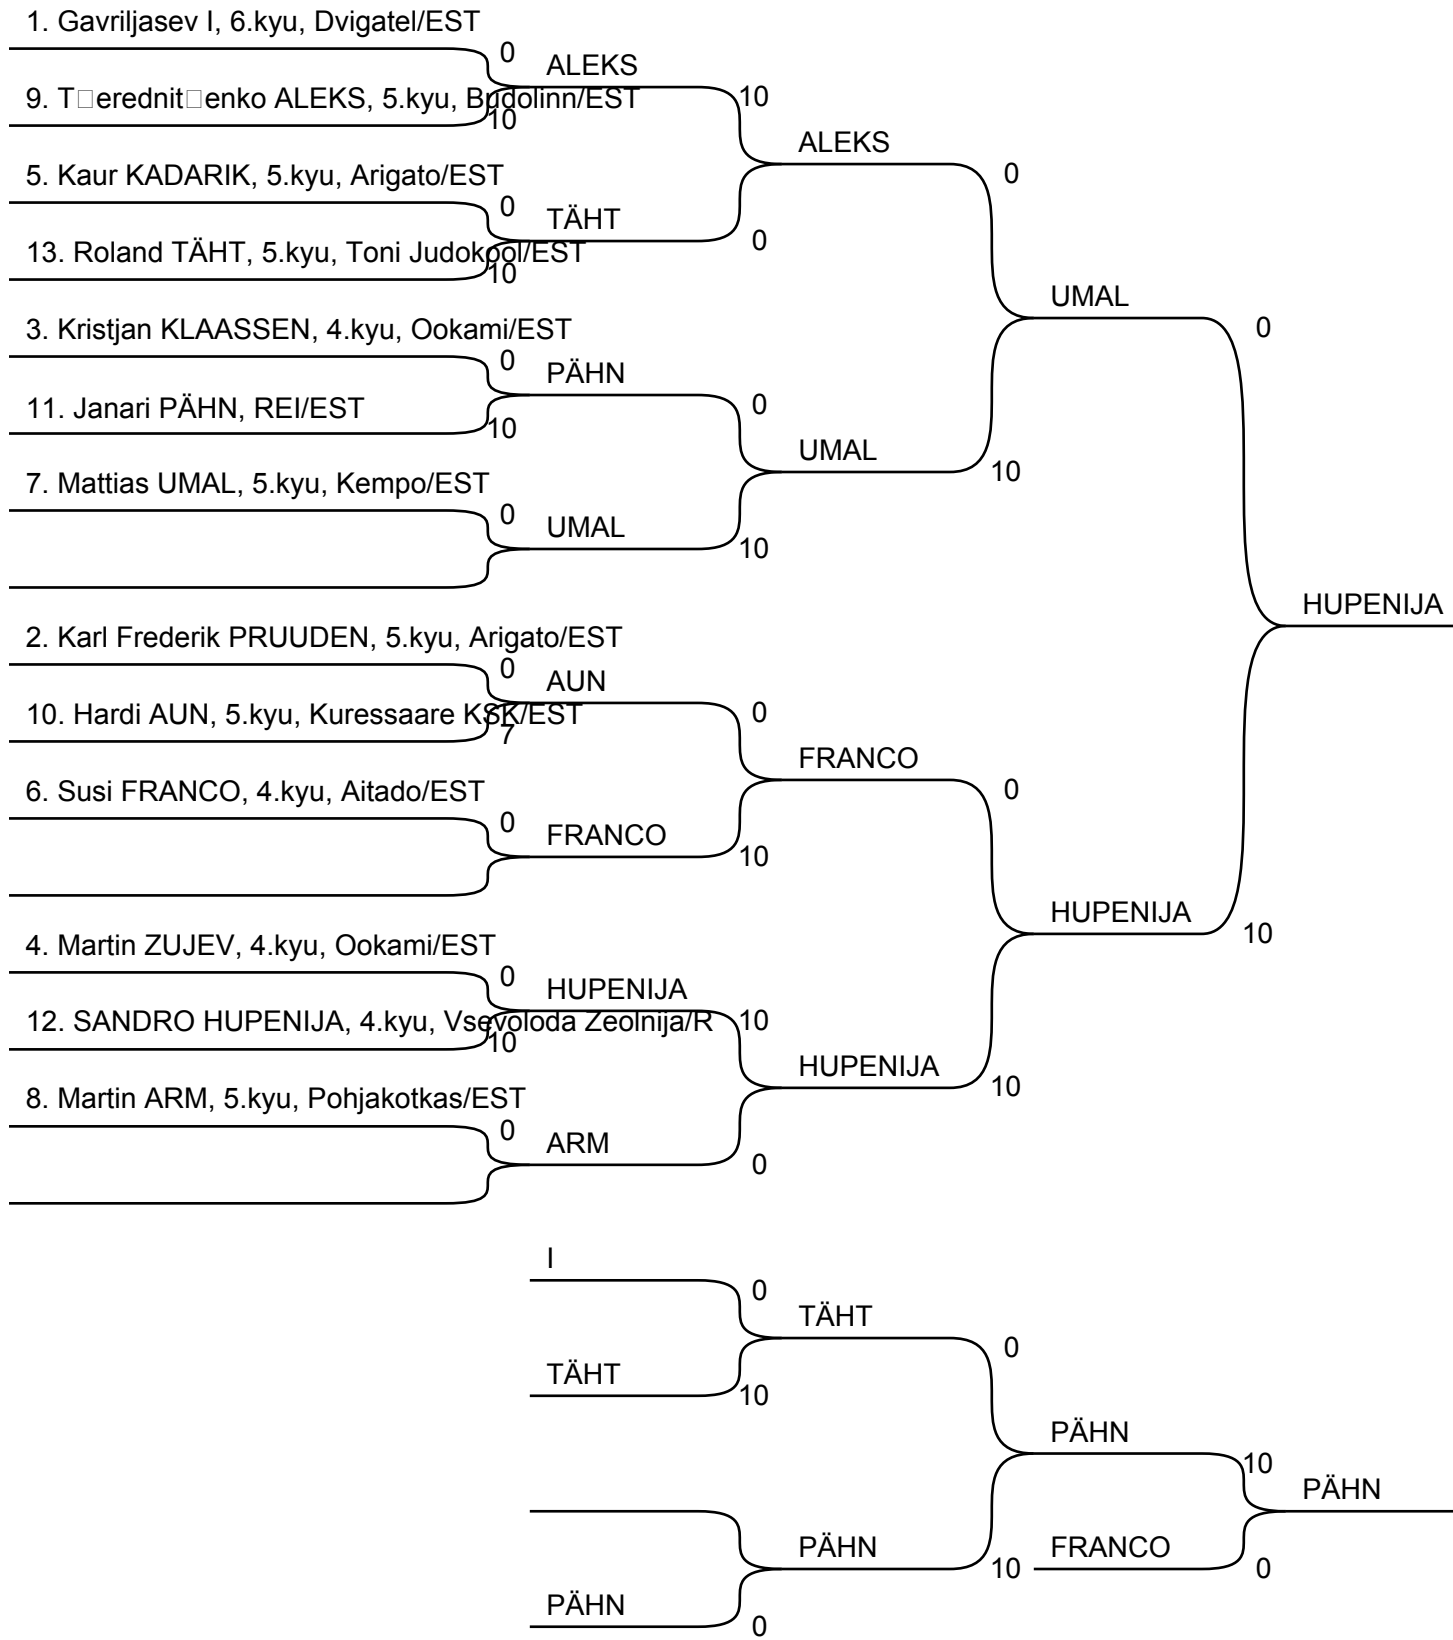 1. Gavriljasev I, 6.kyu, Dvigatel/EST
0
ALEKS
9. T□erednit□enko ALEKS, 5.kyu, Budolinn/EST
10
10
ALEKS
5. Kaur KADARIK, 5.kyu, Arigato/EST
0
0
TÄHT
0
13. Roland TÄHT, 5.kyu, Toni Judokool/EST
10
UMAL
3. Kristjan KLAASSEN, 4.kyu, Ookami/EST
0
0
PÄHN
0
11. Janari PÄHN, REI/EST
10
UMAL
10
7. Mattias UMAL, 5.kyu, Kempo/EST
0
UMAL
10
HUPENIJA
2. Karl Frederik PRUUDEN, 5.kyu, Arigato/EST
0
AUN
0
10. Hardi AUN, 5.kyu, Kuressaare KSK/EST
7
FRANCO
0
6. Susi FRANCO, 4.kyu, Aitado/EST
0
FRANCO
10
HUPENIJA
10
4. Martin ZUJEV, 4.kyu, Ookami/EST
0
HUPENIJA
12. SANDRO HUPENIJA, 4.kyu, Vsevoloda Zeolnija/R
10
10
HUPENIJA
10
8. Martin ARM, 5.kyu, Pohjakotkas/EST
0
ARM
0
I
0
TÄHT
0
TÄHT
10
PÄHN
10
PÄHN
PÄHN
10
FRANCO
0
PÄHN
0